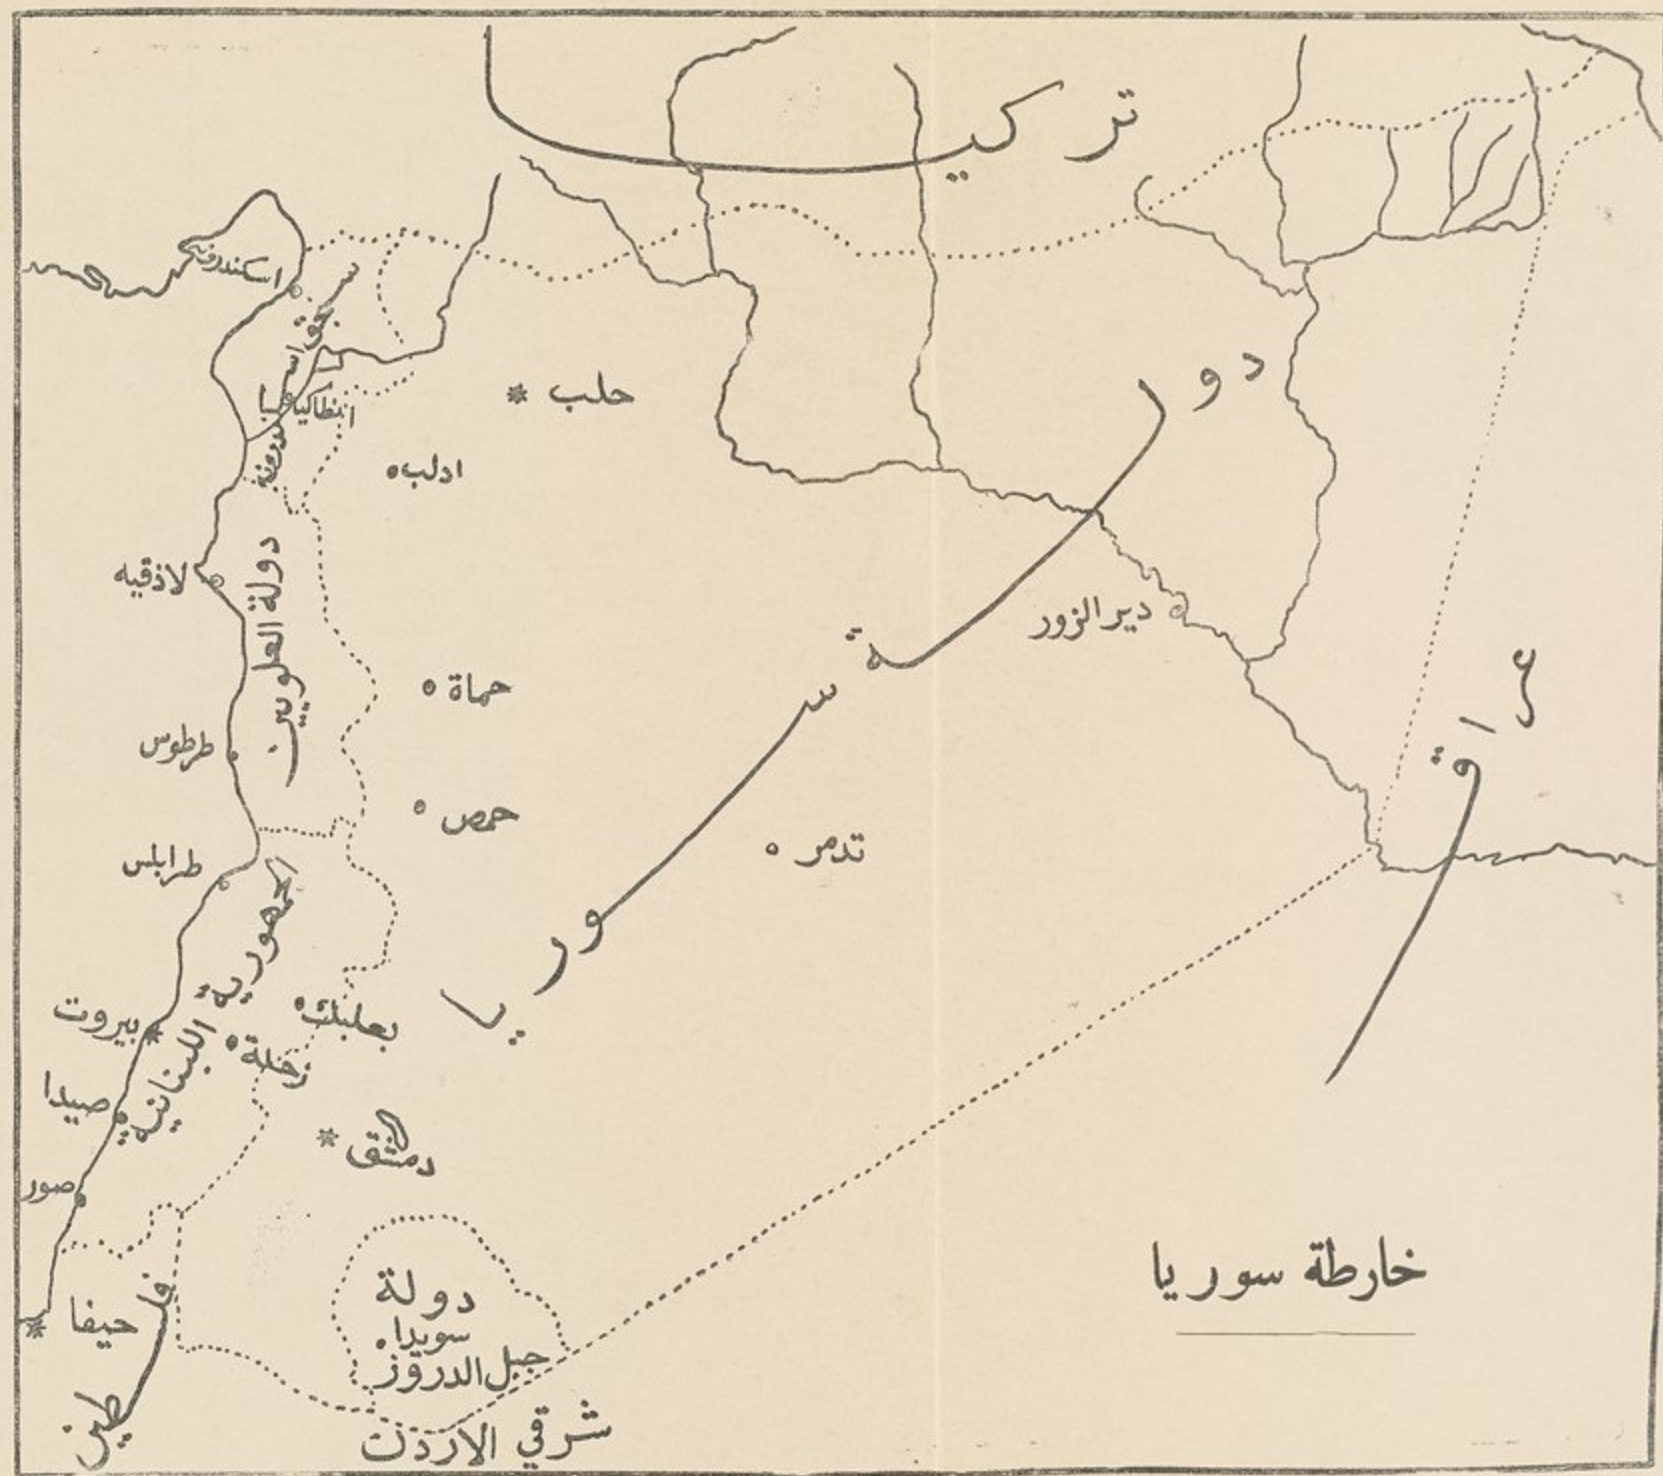 تركيا
اسكندرونه
سنجق اسكندرونة
انطاكيا
حلب
ادلب
دولة سوريا
لاذقيه
دولة العلويين
دير الزور
حماة
عراق
طرطوس
حمص
تدمر
طرابلس
الجمهورية اللبنانية
بعلبك
بيروت
زحلة
صيدا
دمشق
صور
خارطة سوريا
حيفا
فلسطين
دولة
سويدا
جبل الدروز
شرقي الاردن